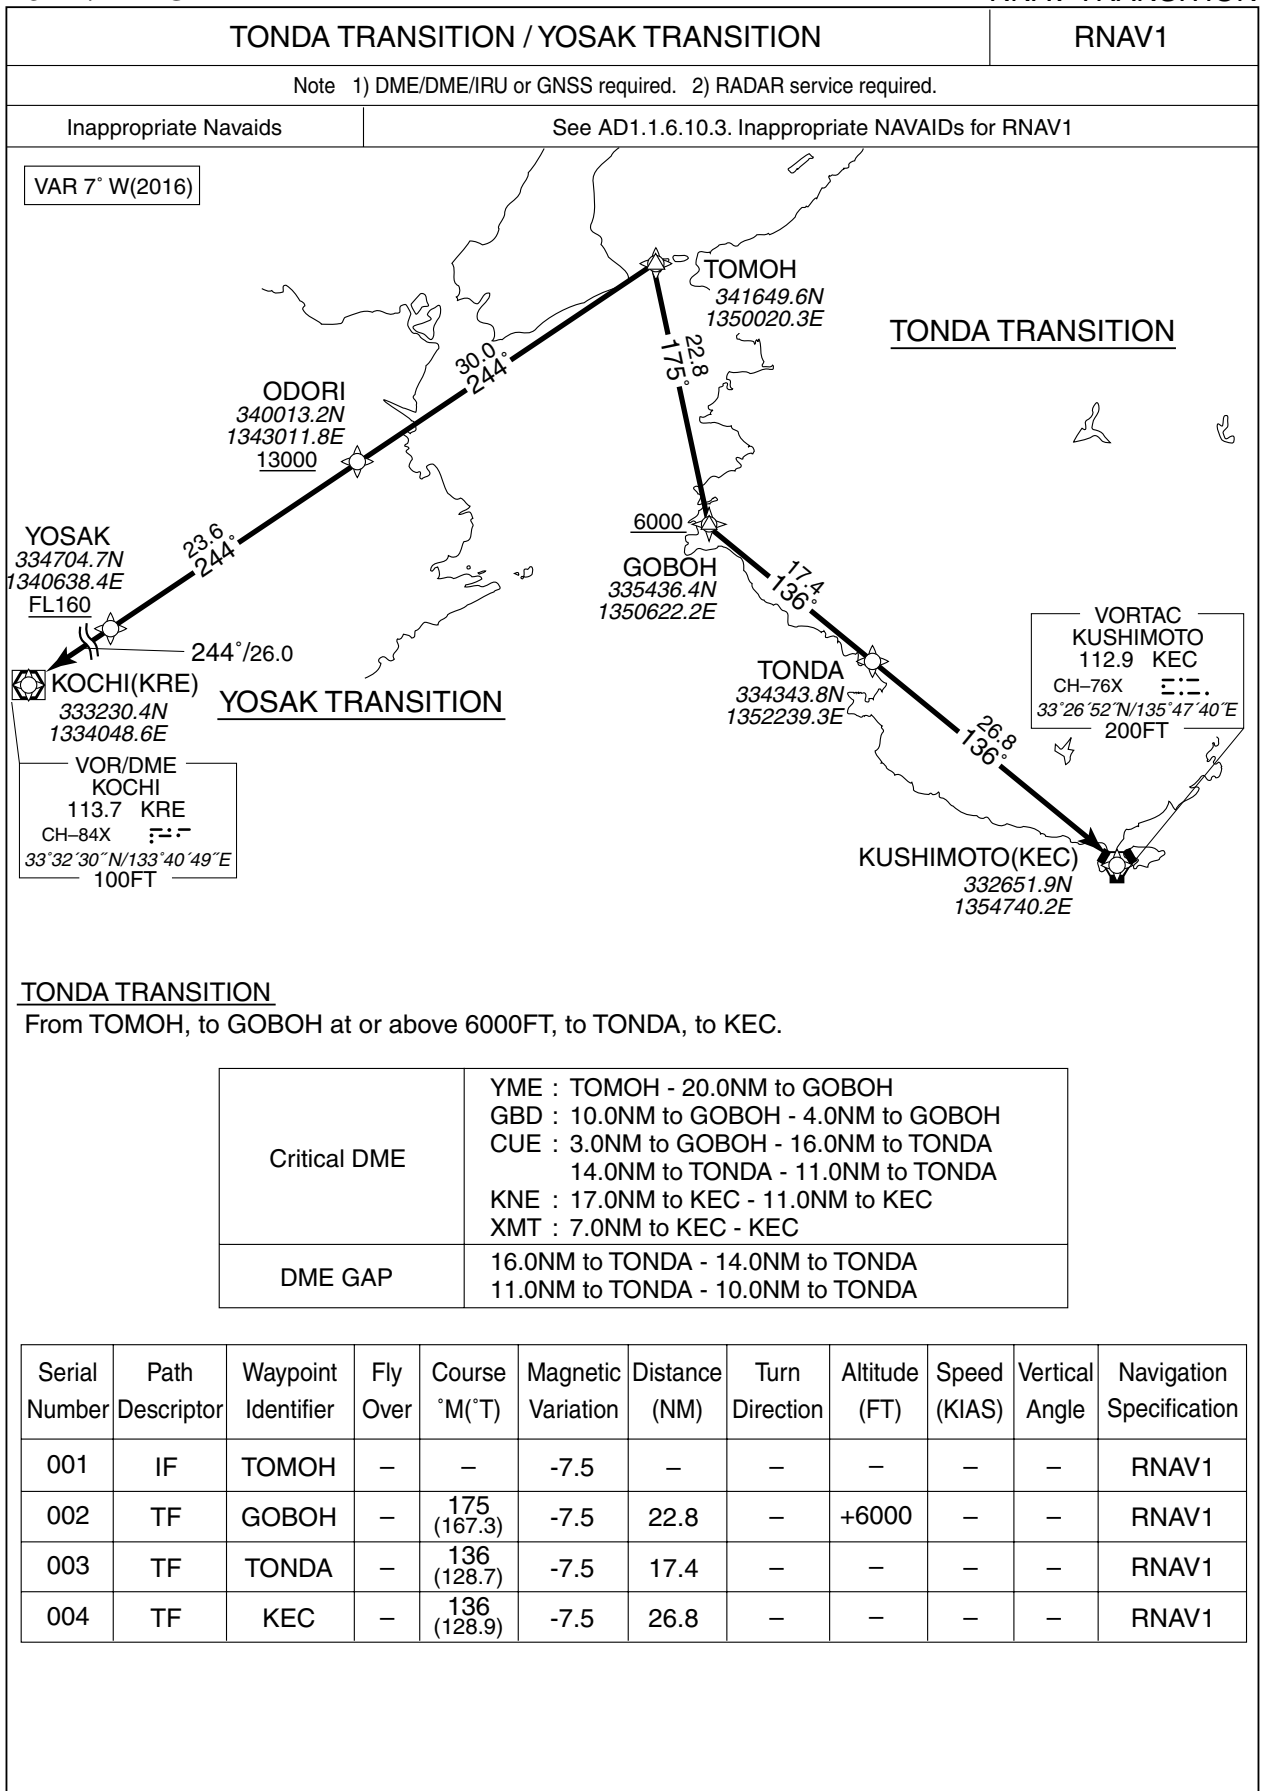 TONDA TRANSITION / YOSAK TRANSITION
RNAV1
Note 1) DME/DME/IRU or GNSS required. 2) RADAR service required.
Inappropriate Navaids
See AD1.1.6.10.3. Inappropriate NAVAIDs for RNAV1
VAR 7˚ W(2016)
TOMOH
341649.6N
1350020.3E
TONDA TRANSITION
30.0
244˚
22.8
175˚
ODORI
340013.2N
1343011.8E
13000
YOSAK
334704.7N
1340638.4E
FL160
23.6
244˚
6000
GOBOH
335436.4N
1350622.2E
17.4
136˚
244˚/26.0
KOCHI(KRE)
333230.4N
1334048.6E
YOSAK TRANSITION
TONDA
334343.8N
1352239.3E
VORTAC
KUSHIMOTO
112.9 KEC
CH–76X
33˚26´52˝N/135˚47´40˝E
200FT
26.8
136˚
VOR/DME
KOCHI
113.7 KRE
CH–84X
33˚32´30˝N/133˚40´49˝E
100FT
KUSHIMOTO(KEC)
332651.9N
1354740.2E
TONDA TRANSITION
From TOMOH, to GOBOH at or above 6000FT, to TONDA, to KEC.
Critical DME
YME : TOMOH - 20.0NM to GOBOH
GBD : 10.0NM to GOBOH - 4.0NM to GOBOH
CUE : 3.0NM to GOBOH - 16.0NM to TONDA
14.0NM to TONDA - 11.0NM to TONDA
KNE : 17.0NM to KEC - 11.0NM to KEC
XMT : 7.0NM to KEC - KEC
DME GAP
16.0NM to TONDA - 14.0NM to TONDA
11.0NM to TONDA - 10.0NM to TONDA
Serial Number Path Descriptor Waypoint Identifier Fly Over Course ˚M(˚T) Magnetic Variation Distance (NM) Turn Direction Altitude (FT) Speed (KIAS) Vertical Angle Navigation Specification
001 IF TOMOH – – -7.5 – – – – – RNAV1
002 TF GOBOH – 175 (167.3) -7.5 22.8 – +6000 – – RNAV1
003 TF TONDA – 136 (128.7) -7.5 17.4 – – – – RNAV1
004 TF KEC – 136 (128.9) -7.5 26.8 – – – – RNAV1